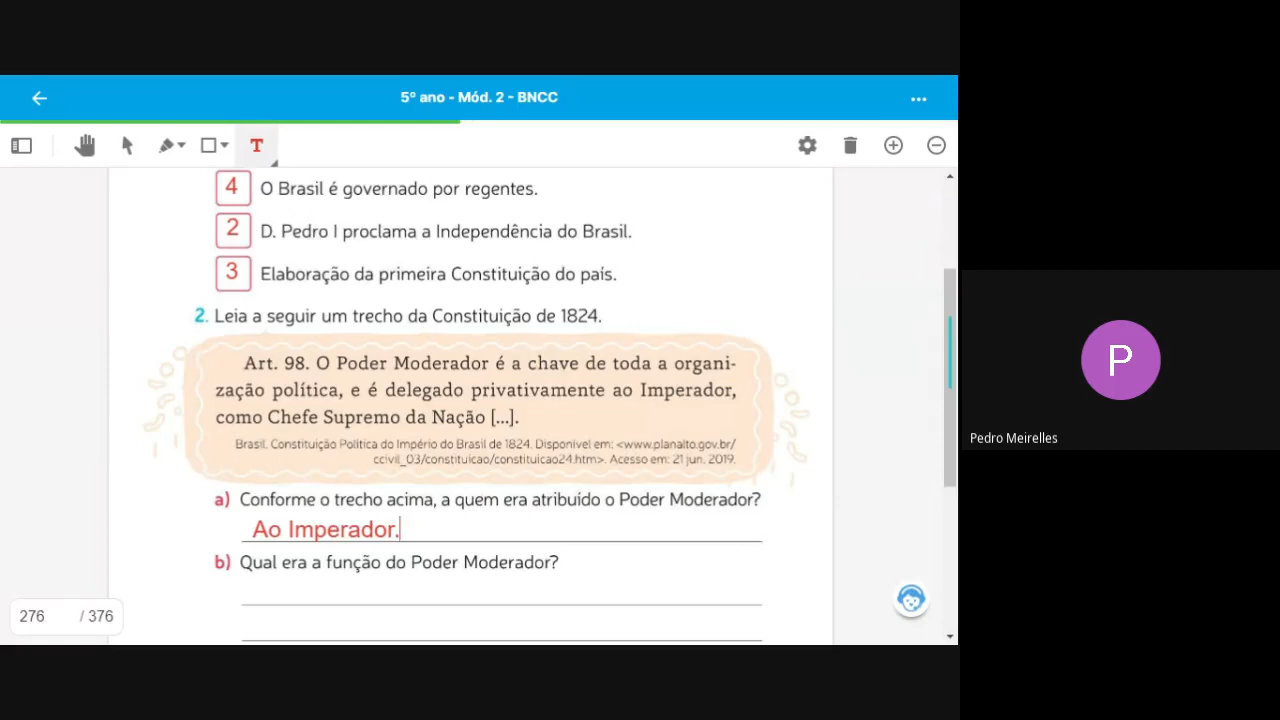 5º ano - Mód. 2 - BNCC
T
4 O Brasil é governado por regentes.
2 D. Pedro I proclama a Independência do Brasil.
3 Elaboração da primeira Constituição do país.
2. Leia a seguir um trecho da Constituição de 1824.
Art. 98. O Poder Moderador é a chave de toda a organi-
zação política, e é delegado privativamente ao Imperador,
como Chefe Supremo da Nação [...].
Brasil. Constituição Política do Império do Brasil de 1824. Disponível em: <www.planalto.gov.br/
ccivil_03/constituicao/constituicao24.htm>. Acesso em: 21 jun. 2019.
a) Conforme o trecho acima, a quem era atribuído o Poder Moderador?
Ao Imperador.
b) Qual era a função do Poder Moderador?
276 / 376
P
Pedro Meirelles